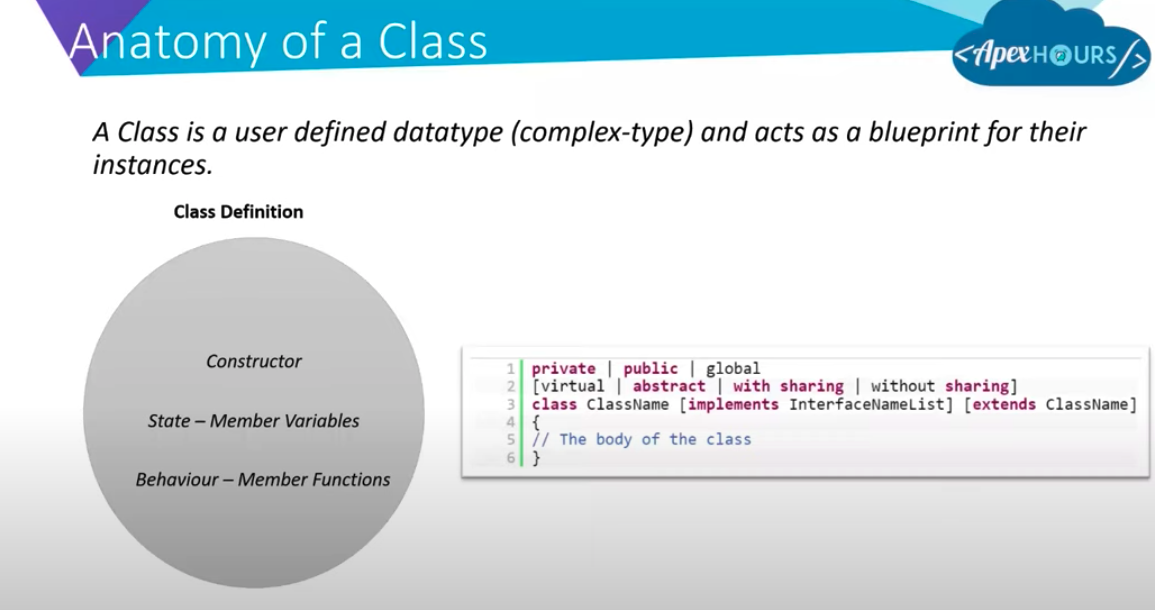 Anatomy of a Class
<ApexHOURS/>
A Class is a user defined datatype (complex-type) and acts as a blueprint for their
instances.
Class Definition
Constructor
State – Member Variables
Behaviour – Member Functions
1 private | public | global
2 [virtual | abstract | with sharing | without sharing]
3 class ClassName [implements InterfaceNameList] [extends ClassName]
4 {
5 // The body of the class
6 }